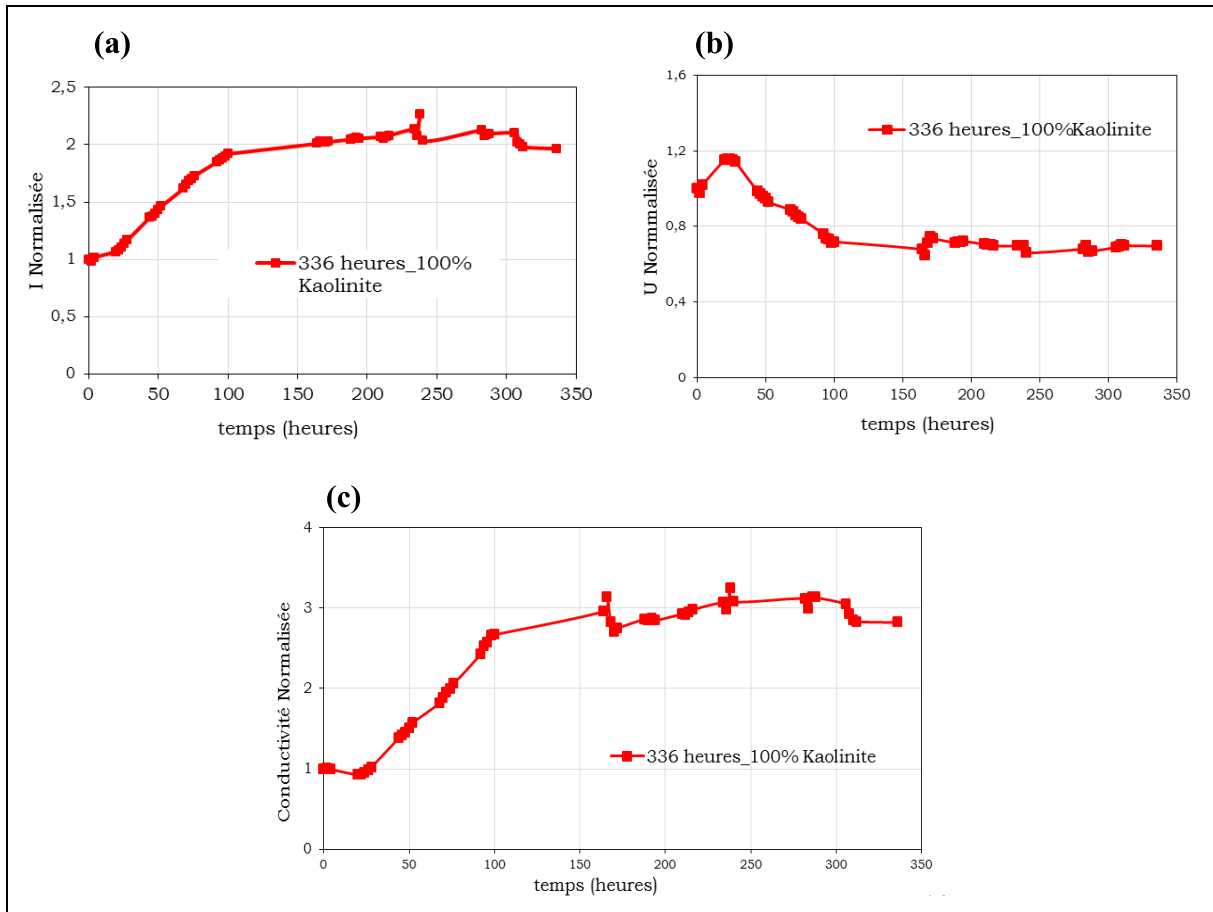 (a)
2,5
2
1,5
1
0,5
0
0 50 100 150 200 250 300 350
I Normalisée
temps (heures)
336 heures_100%
Kaolinite
(b)
1,6
1,2
0,8
0,4
0
0 50 100 150 200 250 300 350
U Normmalisée
temps (heures)
336 heures_100%Kaolinite
(c)
4
3
2
1
0
0 50 100 150 200 250 300 350
Conductivité Normalisée
temps (heures)
336 heures_100% Kaolinite